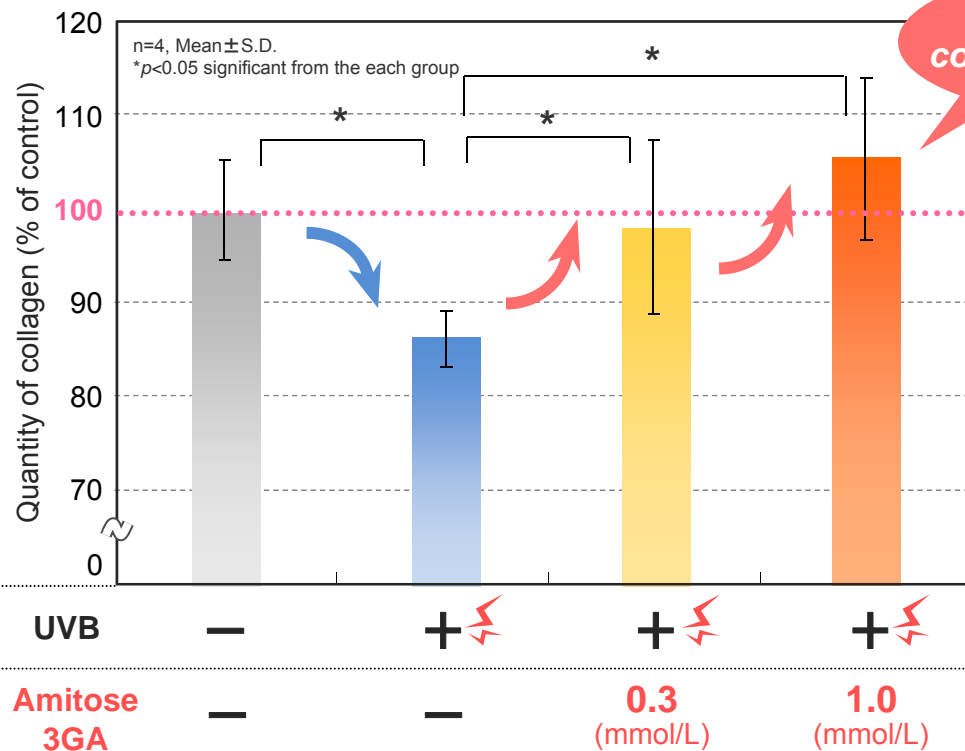 120
n=4, Mean±S.D.
*p<0.05 significant from the each group
*
110
*
*
100
90
80
70
0
Quantity of collagen (% of control)
UVB − + + +
Amitose 3GA − − 0.3 (mmol/L) 1.0 (mmol/L)